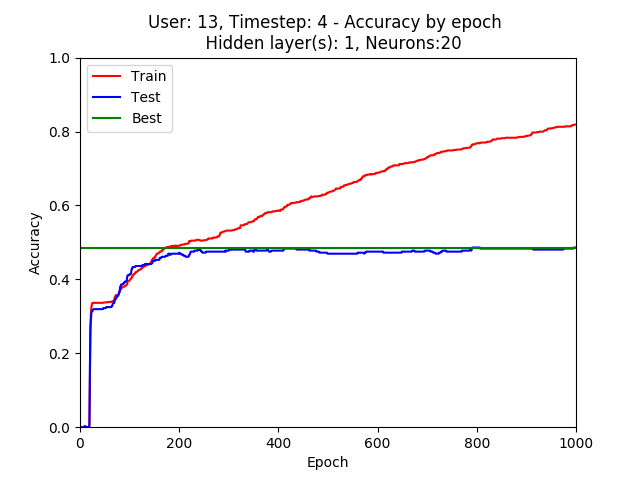 User: 13, Timestep: 4 - Accuracy by epoch
Hidden layer(s): 1, Neurons:20
1.0
Train
Test
Best
0.8
0.6
Accuracy
0.4
0.2
0.0
0 200 400 600 800 1000
Epoch